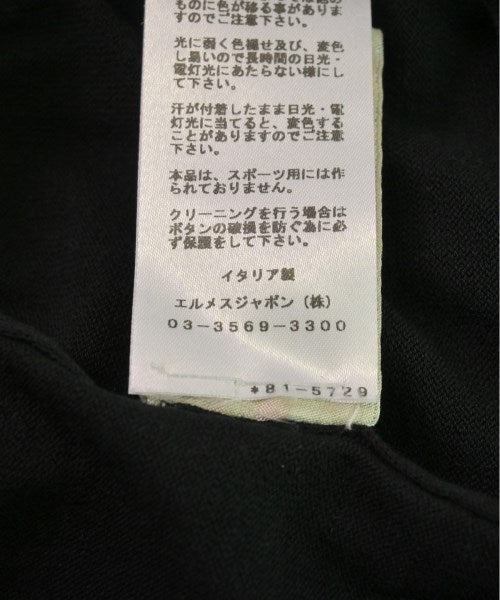 ものに色が移る事がありま
すのでご注意下さい。
光に弱く色褪せ及び、変色
し易いので長時間の日光・
電灯光にあたらない様にし
て下さい。
汗が付着したまま日光・電
灯光に当てると、変色する
ことがありますのでご注意
下さい。
本品は、スポーツ用には作
られておりません。
クリーニングを行う場合は
ボタンの破損を防ぐ為に必
ず保護をして下さい。
イタリア製
エルメスジャポン（株）
03-3569-3300
*81-5729